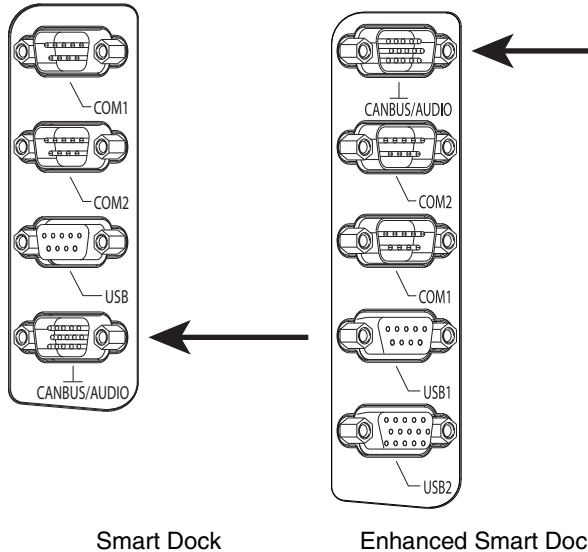 COM1
COM2
USB
CANBUS/AUDIO
CANBUS/AUDIO
COM2
COM1
USB1
USB2
Smart Dock
Enhanced Smart Doc